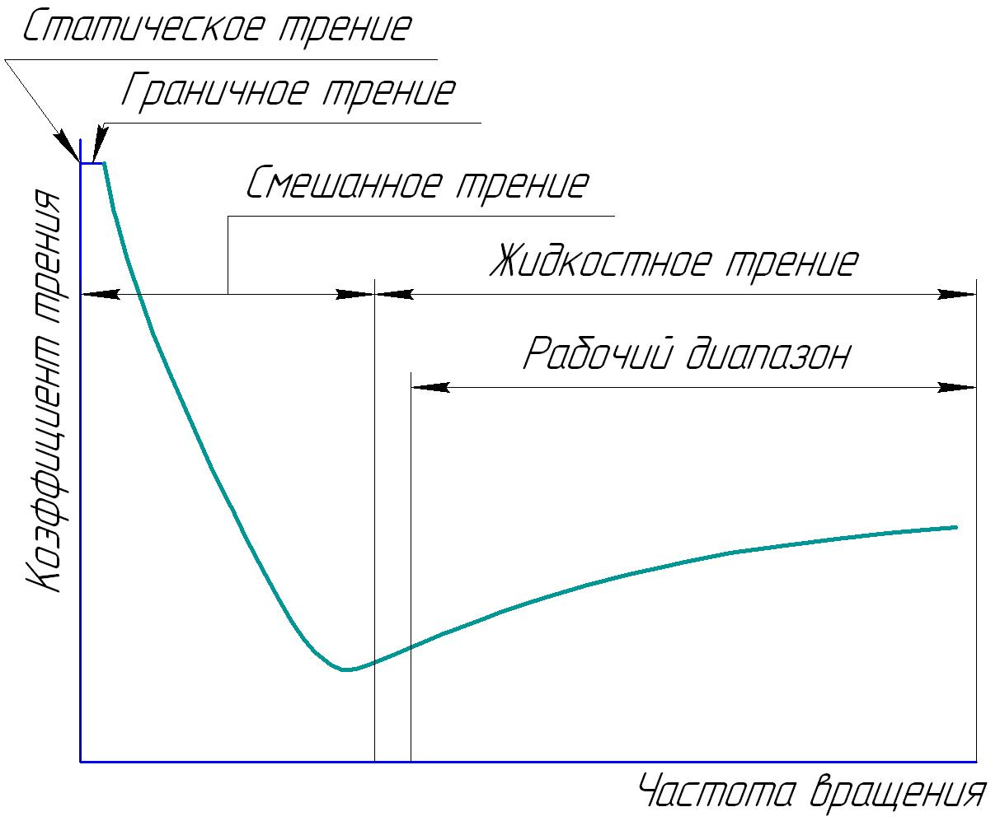 Статическое трение
Граничное трение
Смешанное трение
Жидкостное трение
Рабочий диапазон
Коэффициент трения
Частота вращения